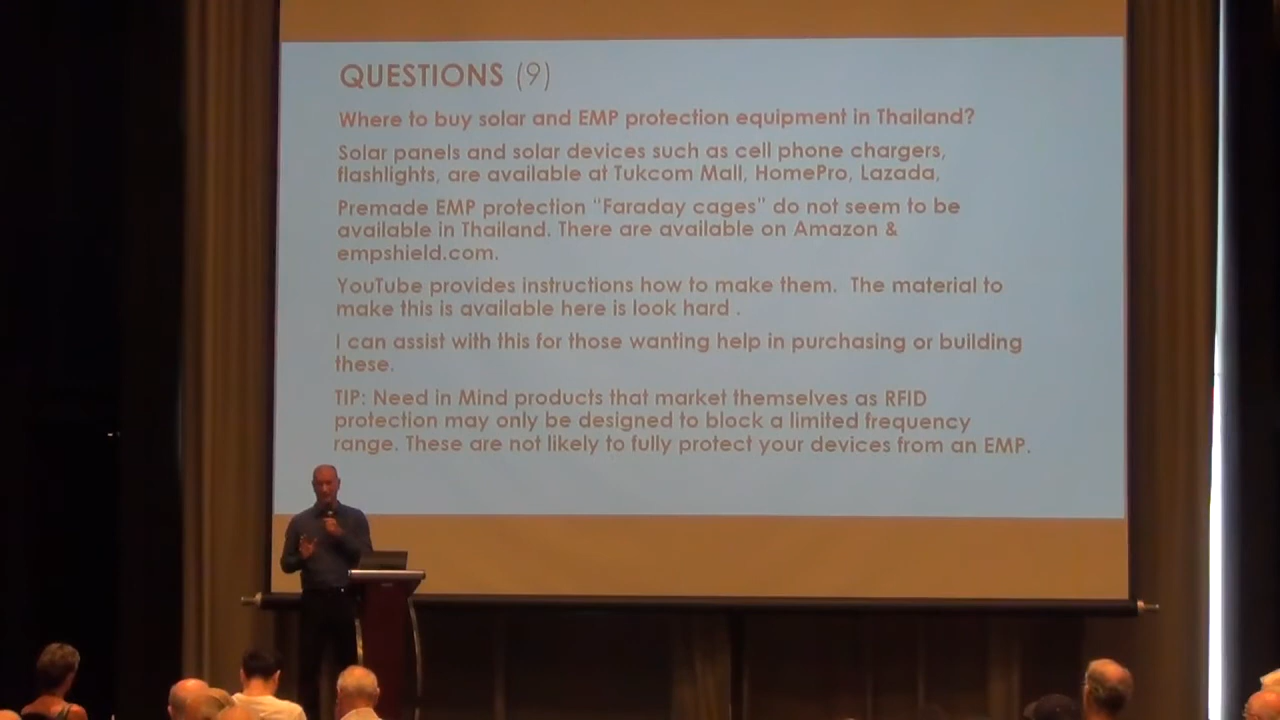 QUESTIONS (9)
Where to buy solar and EMP protection equipment in Thailand?
Solar panels and solar devices such as cell phone chargers,
flashlights, are available at Tukcom Mall, HomePro, Lazada,
Premade EMP protection “Faraday cages” do not seem to be
available in Thailand. There are available on Amazon &
empshield.com.
YouTube provides instructions how to make them. The material to
make this is available here is look hard .
I can assist with this for those wanting help in purchasing or building
these.
TIP: Need in Mind products that market themselves as RFID
protection may only be designed to block a limited frequency
range. These are not likely to fully protect your devices from an EMP.